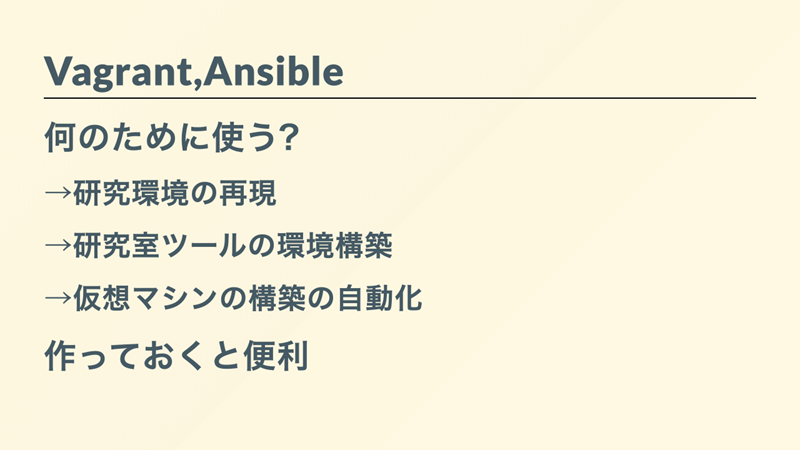 Vagrant,Ansible
何のために使う?
→研究環境の再現
→研究室ツールの環境構築
→仮想マシンの構築の自動化
作っておくと便利